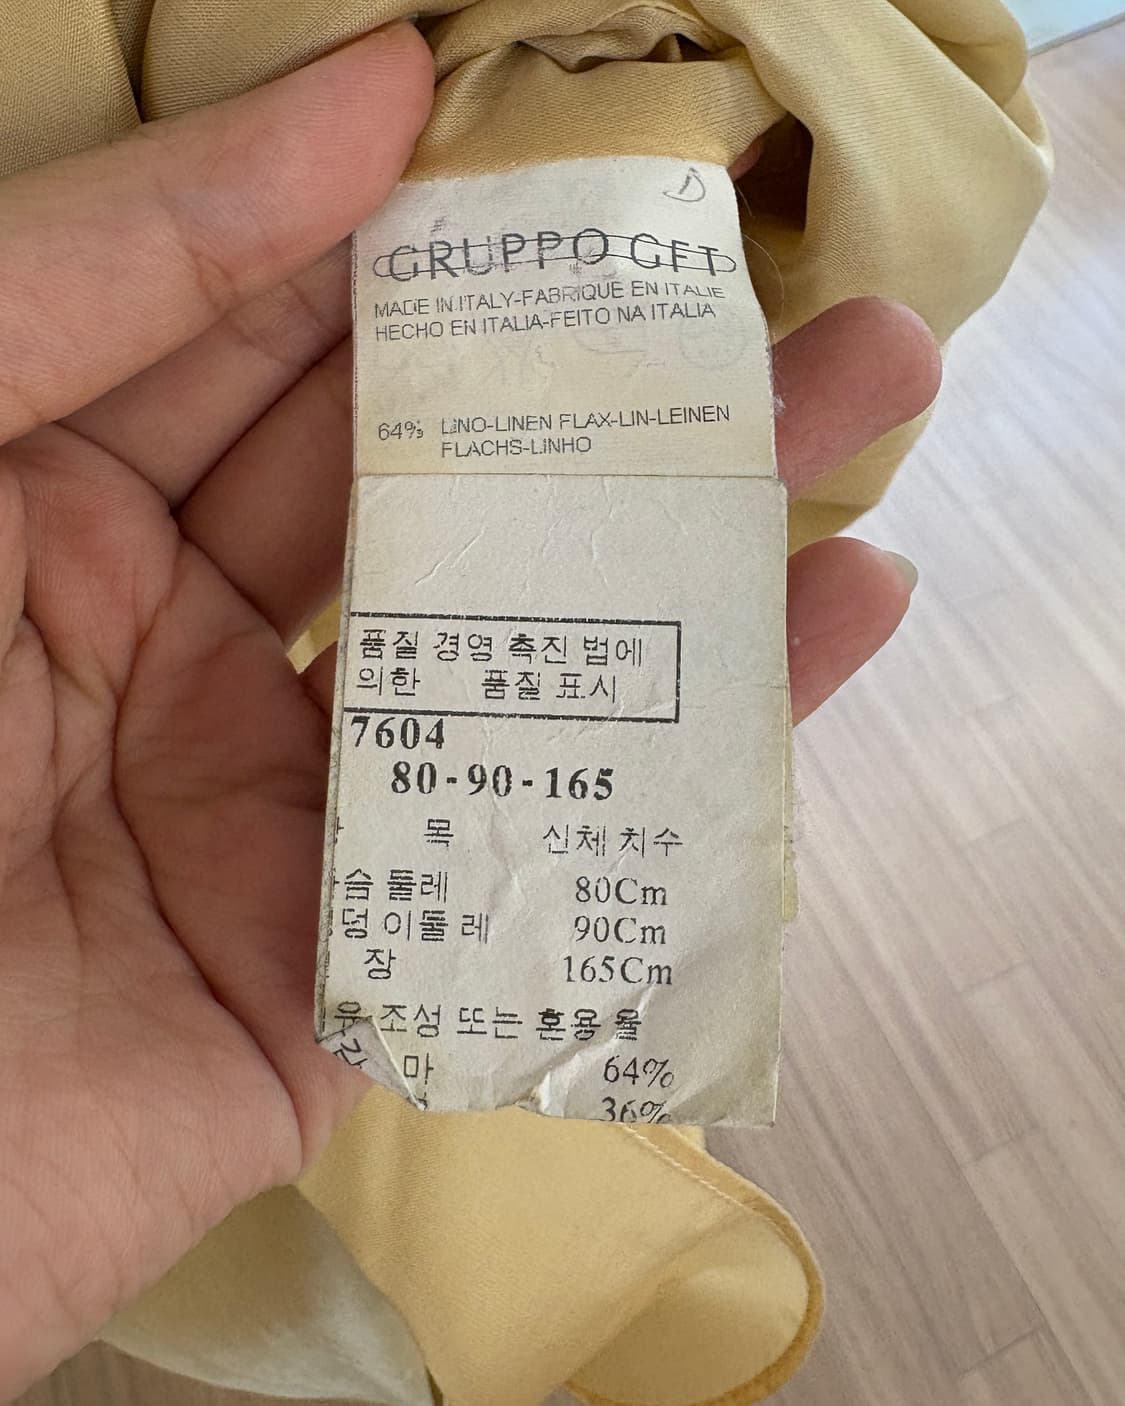 D
GRUPPO GFT
MADE IN ITALY-FABRIQUE EN ITALIE
HECHO EN ITALIA-FEITO NA ITALIA
64% LINO-LINEN FLAX-LIN-LEINEN
FLACHS-LINHO
품질 경영 촉진 법에
의한 품질 표시
7604
80-90-165
목 신체 치수
슴 둘레 80Cm
덩이둘레 90Cm
장 165Cm
유 조성 또는 혼용 율
마 64%
36%